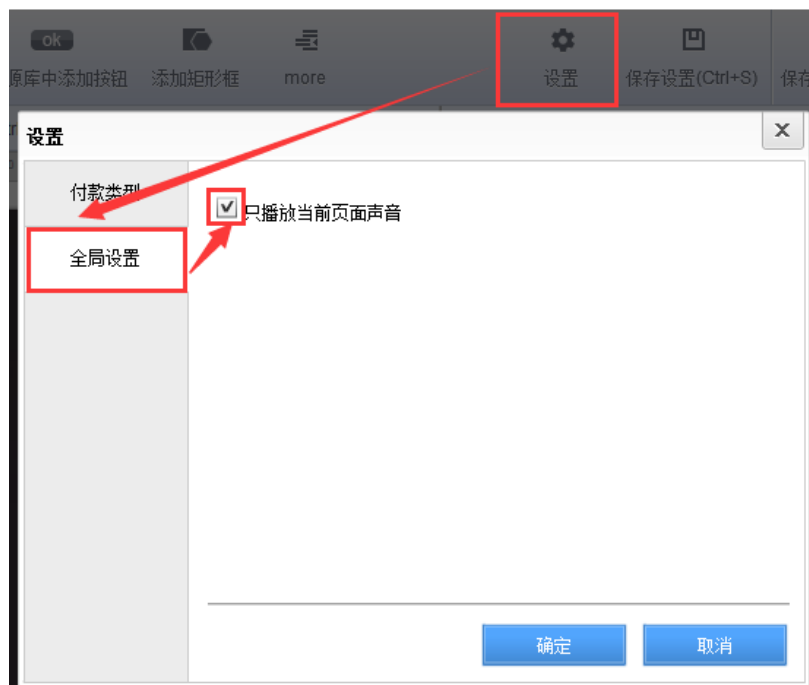 ok
原库中添加按钮 添加矩形框 more 设置 保存设置(Ctrl+S) 保存
设置
付款类型
只播放当前页面声音
全局设置
确定 取消